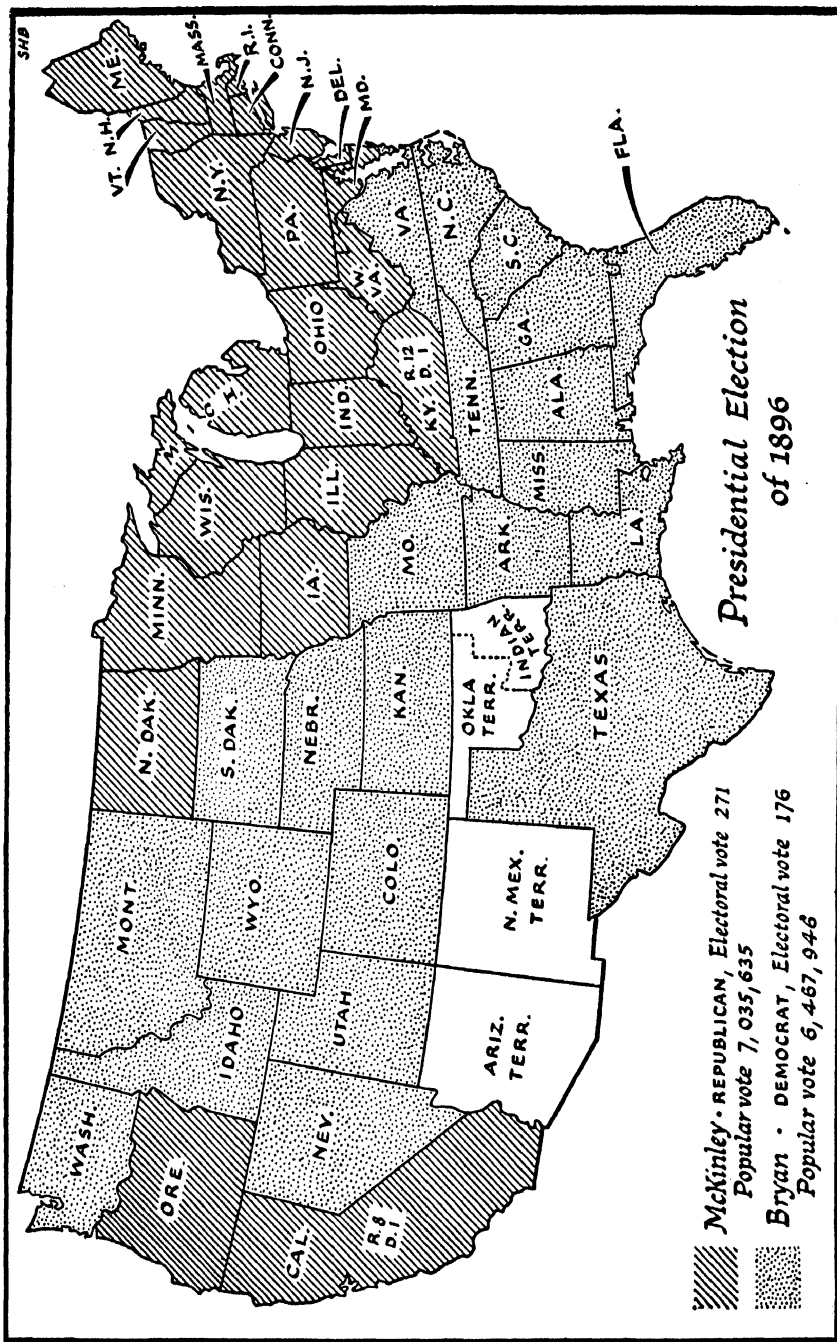 SHB
WASH.
ORE.
CAL.
R. 8
D. 1
NEV.
IDAHO
MONT.
WYO.
UTAH
COLO.
ARIZ.
TERR.
N. MEX.
TERR.
N. DAK.
S. DAK.
NEBR.
KAN.
OKLA
TERR.
INDIAN
TERR.
TEXAS
MINN.
IA.
MO.
ARK
LA.
WIS.
MICH
ILL.
IND.
OHIO
KY.
R. 12
D. 1
TENN.
MISS.
ALA.
GA.
FLA.
S.C.
N.C.
VA.
W.
VA
PA.
N.Y.
VT.
N.H.
ME.
MASS.
R.I.
CONN.
N.J.
DEL.
MD.
Presidential Election
of 1896
McKinley · REPUBLICAN, Electoral vote 271
Popular vote 7,035,635
Bryan · DEMOCRAT, Electoral vote 176
Popular vote 6,467,946